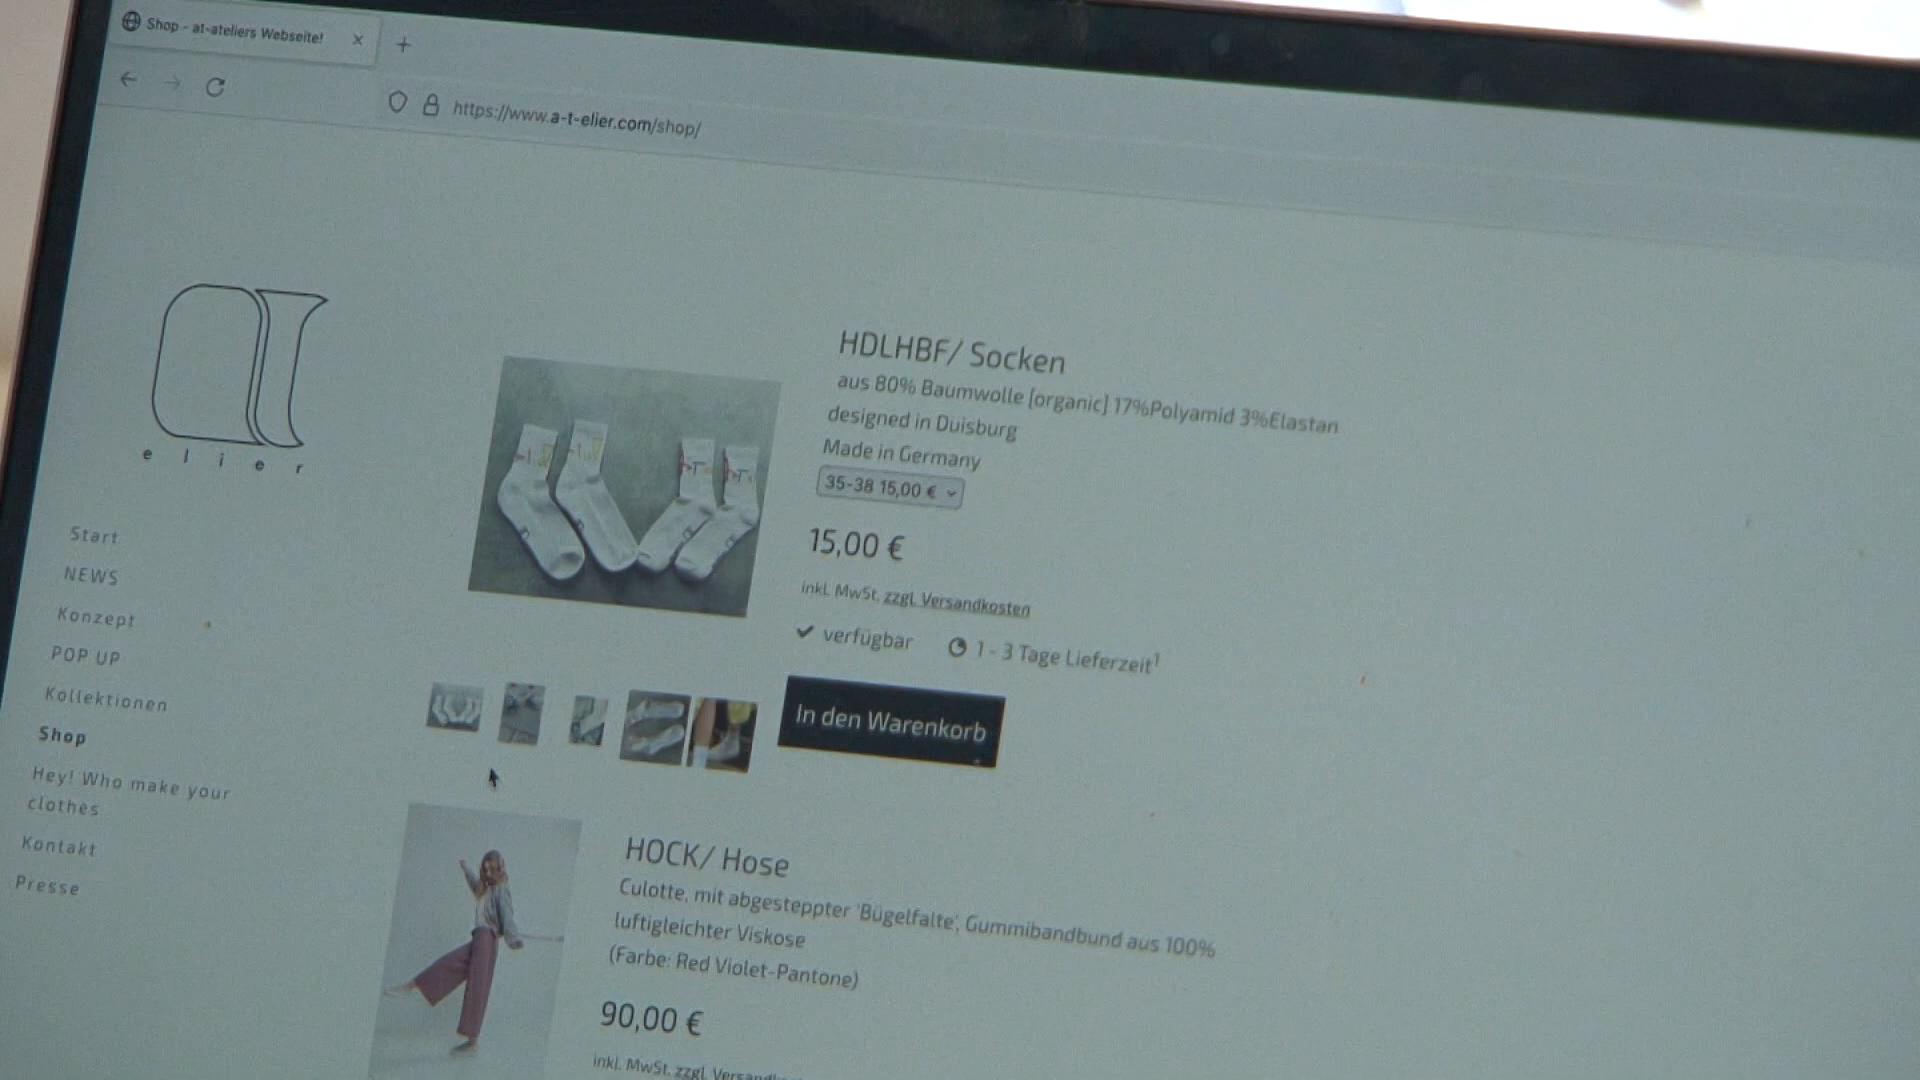 Shop - at-ateliers Webseite!
https://www.a-t-elier.com/shop/
at
elier
Start
NEWS
Konzept
POP UP
Kollektionen
Shop
Hey! Who make your
clothes
Kontakt
Presse
HDLHBF/ Socken
aus 80% Baumwolle [organic] 17%Polyamid 3%Elastan
designed in Duisburg
Made in Germany
35-38 15,00 €
15,00 €
inkl. MwSt. zzgl. Versandkosten
verfügbar 1 - 3 Tage Lieferzeit¹
In den Warenkorb
HOCK/ Hose
Culotte, mit abgesteppter 'Bügelfalte', Gummibandbund aus 100%
luftigleichter Viskose
(Farbe: Red Violet-Pantone)
90,00 €
inkl. MwSt. zzgl.